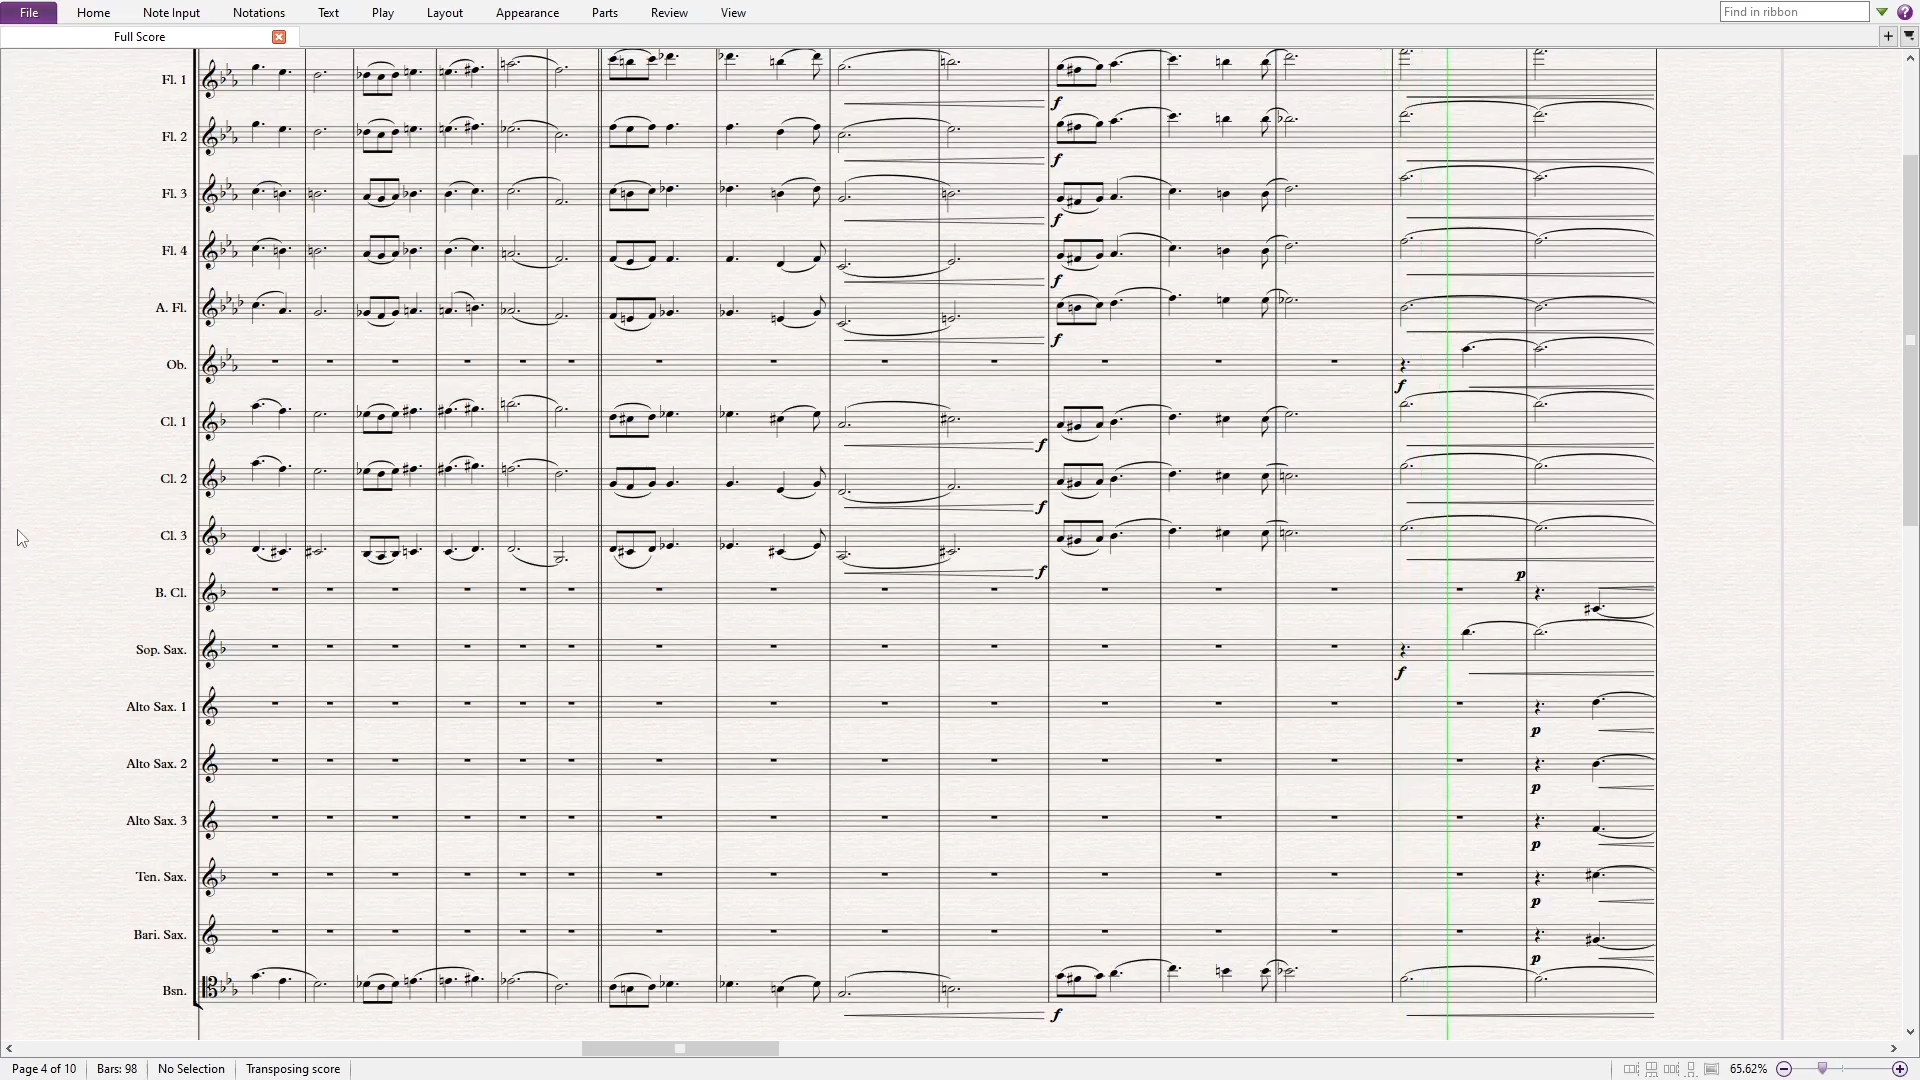 File Home Note Input Notations Text Play Layout Appearance Parts Review View Find in ribbon ?
Full Score
Fl. 1
f
Fl. 2
f
Fl. 3
f
Fl. 4
f
A. Fl.
f
Ob.
f
Cl. 1
f
Cl. 2
f
Cl. 3
f
p
B. Cl.
Sop. Sax.
f
Alto Sax. 1
p
Alto Sax. 2
p
Alto Sax. 3
p
Ten. Sax.
p
Bari. Sax.
p
Bsn.
f
Page 4 of 10 Bars: 98 No Selection Transposing score 65.62%